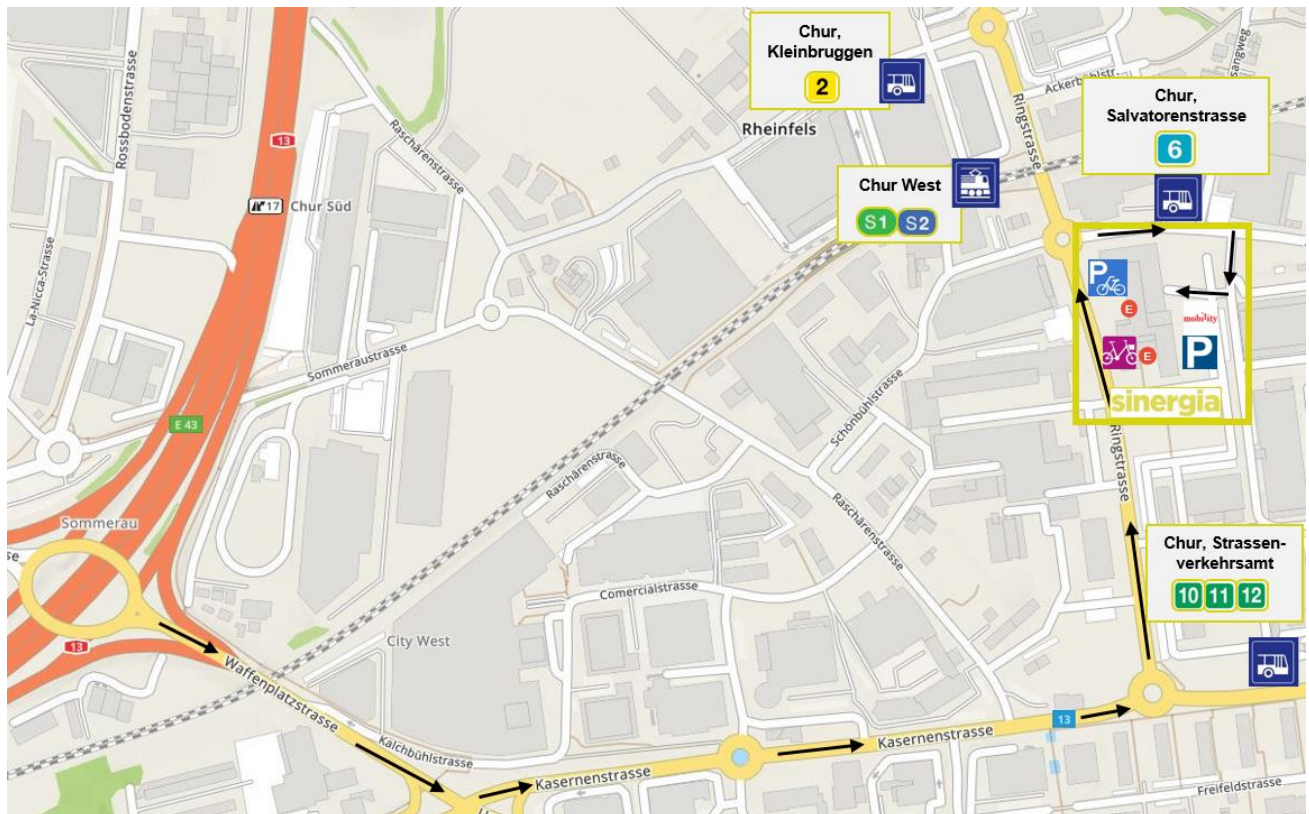 Chur,
Kleinbruggen
2
Chur,
Salvatorenstrasse
6
Chur West
S1 S2
Chur, Strassen-
verkehrsamt
10 11 12
Rossbodenstrasse
La-Nicca-Strasse
13
17 Chur Süd
E 43
Sommerau
13
Raschärenstrasse
Rheinfels
Ringstrasse
Ackerbühlstr.
sangweg
Sommeraustrasse
Schönbühlstrasse
Raschärenstrasse
Raschärenstrasse
Ringstrasse
P
E
mobility
E
P
sinergia
Comercialstrasse
City West
Waffenplatzstrasse
Kalchbühlstrasse
Kasernenstrasse
Kasernenstrasse
13
Freifeldstrasse